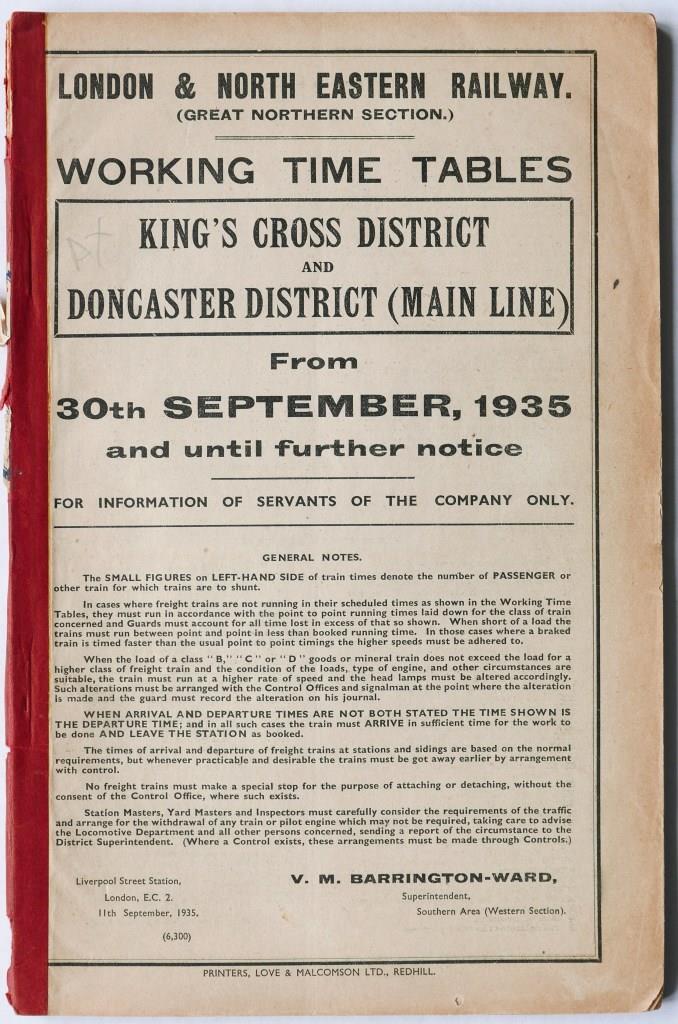 LONDON & NORTH EASTERN RAILWAY.
(GREAT NORTHERN SECTION.)
WORKING TIME TABLES
KING'S CROSS DISTRICT
AND
DONCASTER DISTRICT (MAIN LINE)
From
30th SEPTEMBER, 1935
and until further notice
FOR INFORMATION OF SERVANTS OF THE COMPANY ONLY.
GENERAL NOTES.
The SMALL FIGURES on LEFT-HAND SIDE of train times denote the number of PASSENGER or
other train for which trains are to shunt.
In cases where freight trains are not running in their scheduled times as shown in the Working Time
Tables, they must run in accordance with the point to point running times laid down for the class of train
concerned and Guards must account for all time lost in excess of that so shown. When short of a load the
trains must run between point and point in less than booked running time. In those cases where a braked
train is timed faster than the usual point to point timings the higher speeds must be adhered to.
When the load of a class "B," "C" or "D" goods or mineral train does not exceed the load for a
higher class of freight train and the condition of the loads, type of engine, and other circumstances are
suitable, the train must run at a higher rate of speed and the head lamps must be altered accordingly.
Such alterations must be arranged with the Control Offices and signalman at the point where the alteration
is made and the guard must record the alteration on his journal.
WHEN ARRIVAL AND DEPARTURE TIMES ARE NOT BOTH STATED THE TIME SHOWN IS
THE DEPARTURE TIME; and in all such cases the train must ARRIVE in sufficient time for the work to
be done AND LEAVE THE STATION as booked.
The times of arrival and departure of freight trains at stations and sidings are based on the normal
requirements, but whenever practicable and desirable the trains must be got away earlier by arrangement
with control.
No freight trains must make a special stop for the purpose of attaching or detaching, without the
consent of the Control Office, where such exists.
Station Masters, Yard Masters and Inspectors must carefully consider the requirements of the traffic
and arrange for the withdrawal of any train or pilot engine which may not be required, taking care to advise
the Locomotive Department and all other persons concerned, sending a report of the circumstance to the
District Superintendent. (Where a Control exists, these arrangements must be made through Controls.)
Liverpool Street Station,
London, E.C. 2.
11th September, 1935.
(6,300)
V. M. BARRINGTON-WARD,
Superintendent,
Southern Area (Western Section).
PRINTERS, LOVE & MALCOMSON LTD., REDHILL.